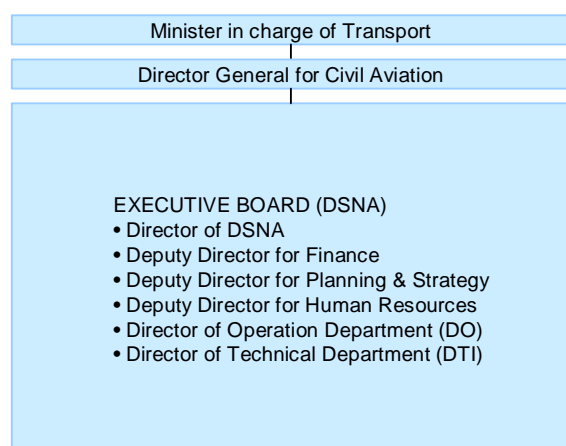 Minister in charge of Transport
Director General for Civil Aviation
EXECUTIVE BOARD (DSNA)
• Director of DSNA
• Deputy Director for Finance
• Deputy Director for Planning & Strategy
• Deputy Director for Human Resources
• Director of Operation Department (DO)
• Director of Technical Department (DTI)